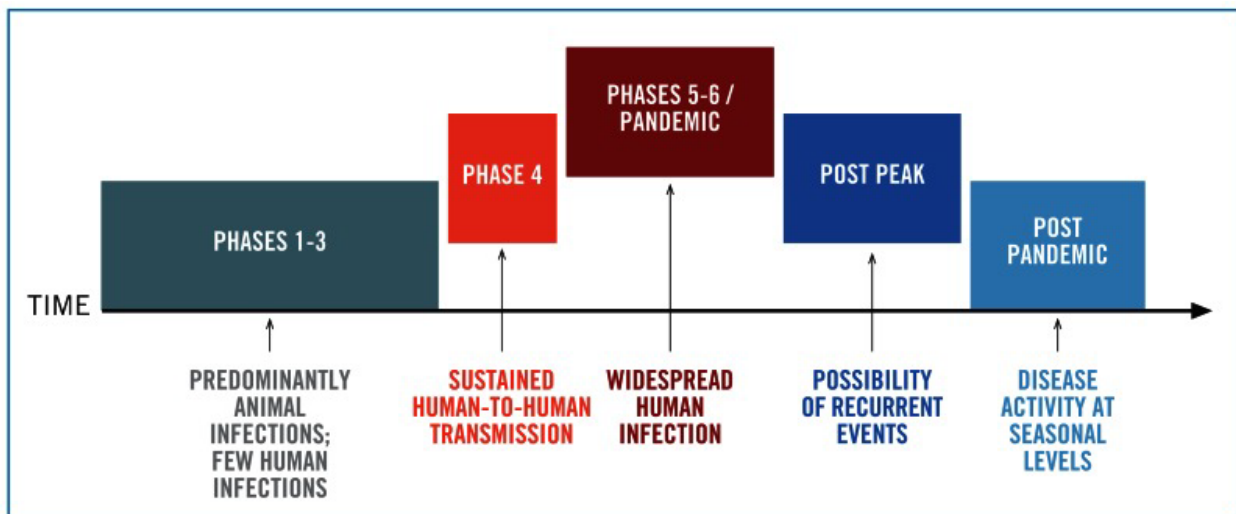 PHASES 1-3
PHASE 4
PHASES 5-6 /
PANDEMIC
POST PEAK
POST
PANDEMIC
TIME
PREDOMINANTLY
ANIMAL
INFECTIONS;
FEW HUMAN
INFECTIONS
SUSTAINED
HUMAN-TO-HUMAN
TRANSMISSION
WIDESPREAD
HUMAN
INFECTION
POSSIBILITY
OF RECURRENT
EVENTS
DISEASE
ACTIVITY AT
SEASONAL
LEVELS